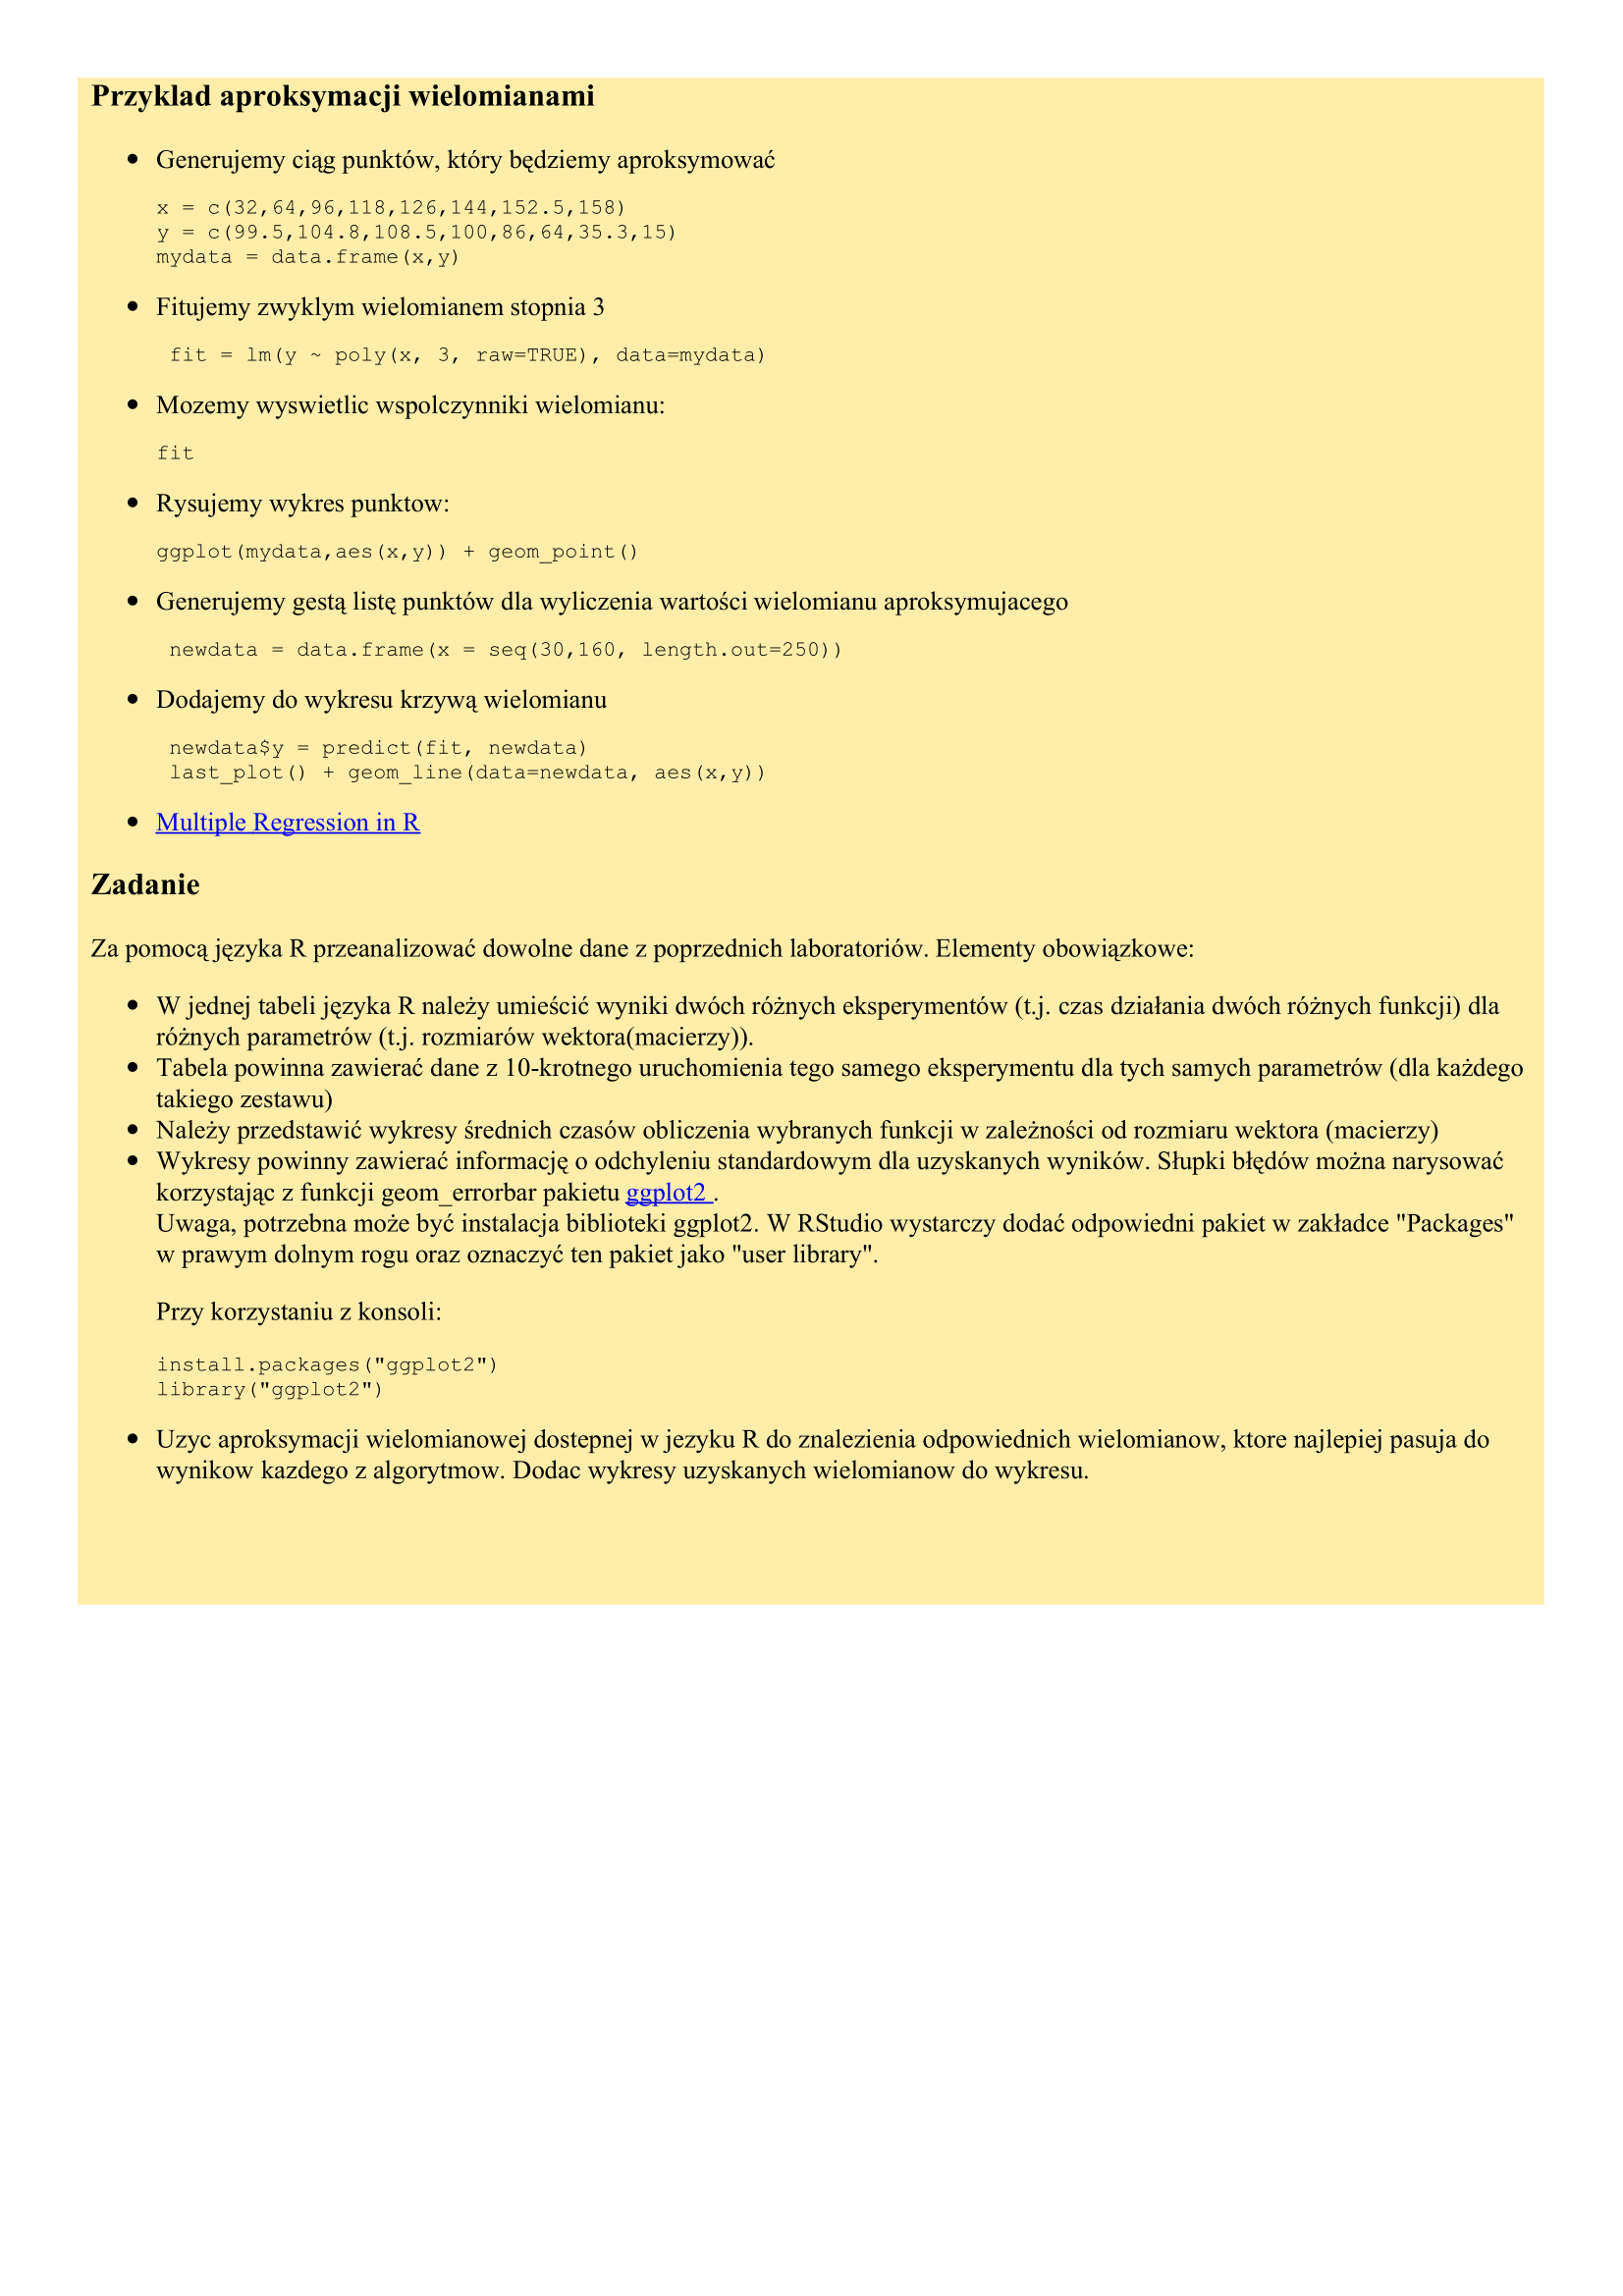 Przyklad aproksymacji wielomianami
Generujemy ciąg punktów, który będziemy aproksymować
x = c(32,64,96,118,126,144,152.5,158)
y = c(99.5,104.8,108.5,100,86,64,35.3,15)
mydata = data.frame(x,y)
Fitujemy zwyklym wielomianem stopnia 3
fit = lm(y ~ poly(x, 3, raw=TRUE), data=mydata)
Mozemy wyswietlic wspolczynniki wielomianu:
fit
Rysujemy wykres punktow:
ggplot(mydata,aes(x,y)) + geom_point()
Generujemy gestą listę punktów dla wyliczenia wartości wielomianu aproksymujacego
newdata = data.frame(x = seq(30,160, length.out=250))
Dodajemy do wykresu krzywą wielomianu
newdata$y = predict(fit, newdata)
last_plot() + geom_line(data=newdata, aes(x,y))
Multiple Regression in R
Zadanie
Za pomocą języka R przeanalizować dowolne dane z poprzednich laboratoriów. Elementy obowiązkowe:
W jednej tabeli języka R należy umieścić wyniki dwóch różnych eksperymentów (t.j. czas działania dwóch różnych funkcji) dla
różnych parametrów (t.j. rozmiarów wektora(macierzy)).
Tabela powinna zawierać dane z 10-krotnego uruchomienia tego samego eksperymentu dla tych samych parametrów (dla każdego
takiego zestawu)
Należy przedstawić wykresy średnich czasów obliczenia wybranych funkcji w zależności od rozmiaru wektora (macierzy)
Wykresy powinny zawierać informację o odchyleniu standardowym dla uzyskanych wyników. Słupki błędów można narysować
korzystając z funkcji geom_errorbar pakietu ggplot2 .
Uwaga, potrzebna może być instalacja biblioteki ggplot2. W RStudio wystarczy dodać odpowiedni pakiet w zakładce "Packages"
w prawym dolnym rogu oraz oznaczyć ten pakiet jako "user library".
Przy korzystaniu z konsoli:
install.packages("ggplot2")
library("ggplot2")
Uzyc aproksymacji wielomianowej dostepnej w jezyku R do znalezienia odpowiednich wielomianow, ktore najlepiej pasuja do
wynikow kazdego z algorytmow. Dodac wykresy uzyskanych wielomianow do wykresu.